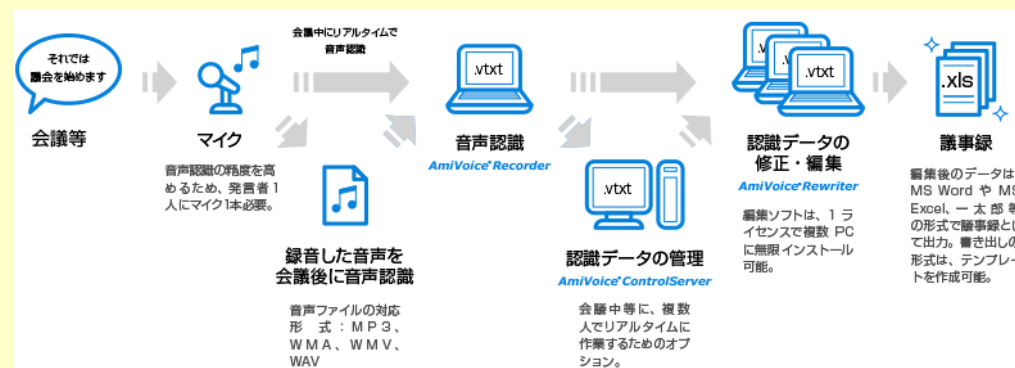 それでは
議会を始めます
会議等
マイク
音声認識の精度を高
めるため、発言者1
人にマイク1本必要。
会議中にリアルタイムで
音声認識
録音した音声を
会議後に音声認識
音声ファイルの対応
形式：MP3、
WMA、WMV、
WAV
.vtxt
音声認識
AmiVoice®Recorder
.vtxt
認識データの管理
AmiVoice®ControlServer
会議中等に、複数
人でリアルタイムに
作業するためのオプ
ション。
.vtxt
認識データの
修正・編集
AmiVoice®Rewriter
編集ソフトは、1ラ
イセンスで複数 PC
に無限インストール
可能。
.xls
議事録
編集後のデータは
MS Word や MS
Excel、一太郎等
の形式で議事録とし
て出力。書き出しの
形式は、テンプレー
トを作成可能。